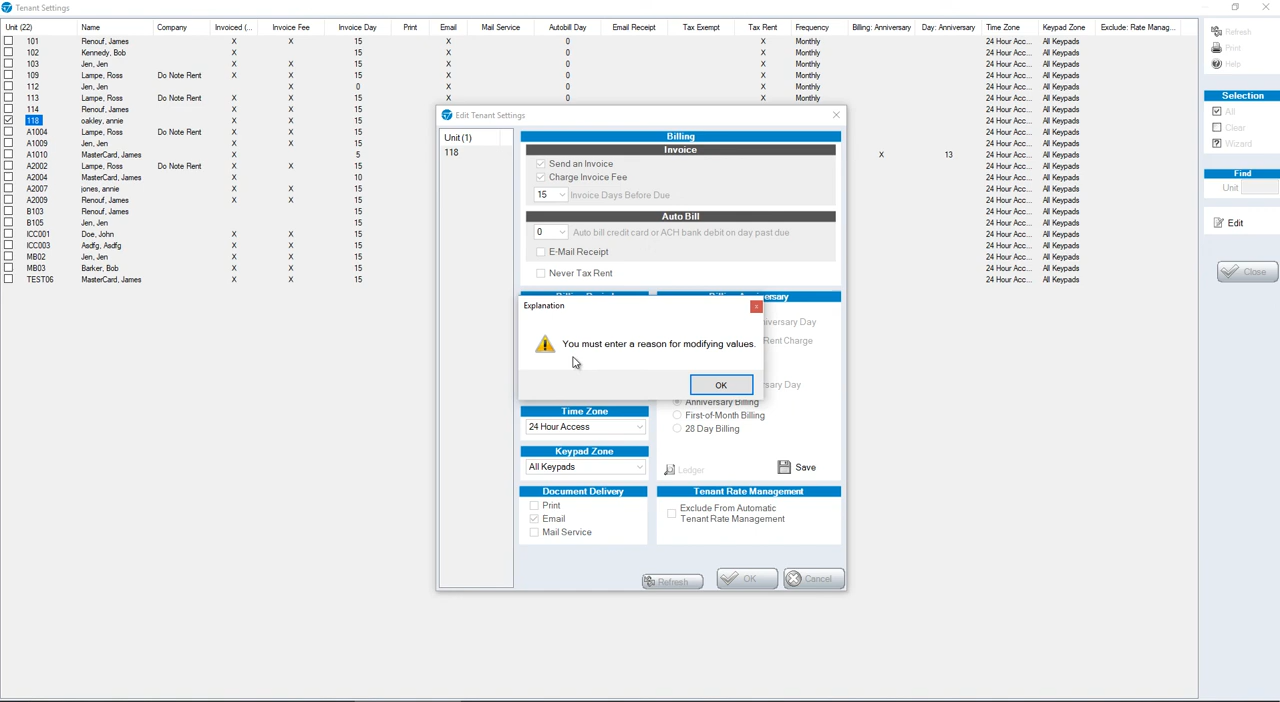 Tenant Settings
Unit (22) Name Company Invoiced (... Invoice Fee Invoice Day Print Email Mail Service Autobill Day Email Receipt Tax Exempt Tax Rent Frequency Billing: Anniversary Day: Anniversary Time Zone Keypad Zone Exclude: Rate Manag...
101 Renouf, James X X 15 X 0 X Monthly 24 Hour Acc... All Keypads
102 Kennedy, Bob X 15 X 0 X Monthly 24 Hour Acc... All Keypads
103 Jen, Jen X X 15 X 0 X Monthly 24 Hour Acc... All Keypads
109 Lampe, Ross Do Note Rent X X 15 X 0 X Monthly 24 Hour Acc... All Keypads
112 Jen, Jen X 0 X 0 X Monthly 24 Hour Acc... All Keypads
113 Lampe, Ross Do Note Rent X X 15 X 0 X Monthly 24 Hour Acc... All Keypads
114 Renouf, James X X 15 24 Hour Acc... All Keypads
118 oakley, annie X X 15 24 Hour Acc... All Keypads
A1004 Lampe, Ross Do Note Rent X X 15 24 Hour Acc... All Keypads
A1009 Jen, Jen X X 15 24 Hour Acc... All Keypads
A1010 MasterCard, James X 5 X 13 24 Hour Acc... All Keypads
A2002 Lampe, Ross Do Note Rent X X 15 24 Hour Acc... All Keypads
A2004 MasterCard, James X 10 24 Hour Acc... All Keypads
A2007 jones, annie X X 15 24 Hour Acc... All Keypads
A2009 Renouf, James X X 15 24 Hour Acc... All Keypads
B103 Renouf, James X 15 24 Hour Acc... All Keypads
B105 Jen, Jen X 15 24 Hour Acc... All Keypads
ICC001 Doe, John X X 15 24 Hour Acc... All Keypads
ICC003 Asdfg, Asdfg X X 15 24 Hour Acc... All Keypads
MB02 Jen, Jen X X 15 24 Hour Acc... All Keypads
MB03 Barker, Bob X X 15 24 Hour Acc... All Keypads
TEST06 MasterCard, James X X 15 24 Hour Acc... All Keypads
Refresh
Print
Help
Selection
All
Clear
Wizard
Find
Unit
Edit
Close
Edit Tenant Settings
Unit (1)
118
Billing
Invoice
Send an Invoice
Charge Invoice Fee
15 Invoice Days Before Due
Auto Bill
0 Auto bill credit card or ACH bank debit on day past due
E-Mail Receipt
Never Tax Rent
Explanation
You must enter a reason for modifying values.
OK
Anniversary Billing
First-of-Month Billing
28 Day Billing
Time Zone
24 Hour Access
Keypad Zone
All Keypads
Ledger
Save
Document Delivery
Print
Email
Mail Service
Tenant Rate Management
Exclude From Automatic
Tenant Rate Management
Refresh
OK
Cancel